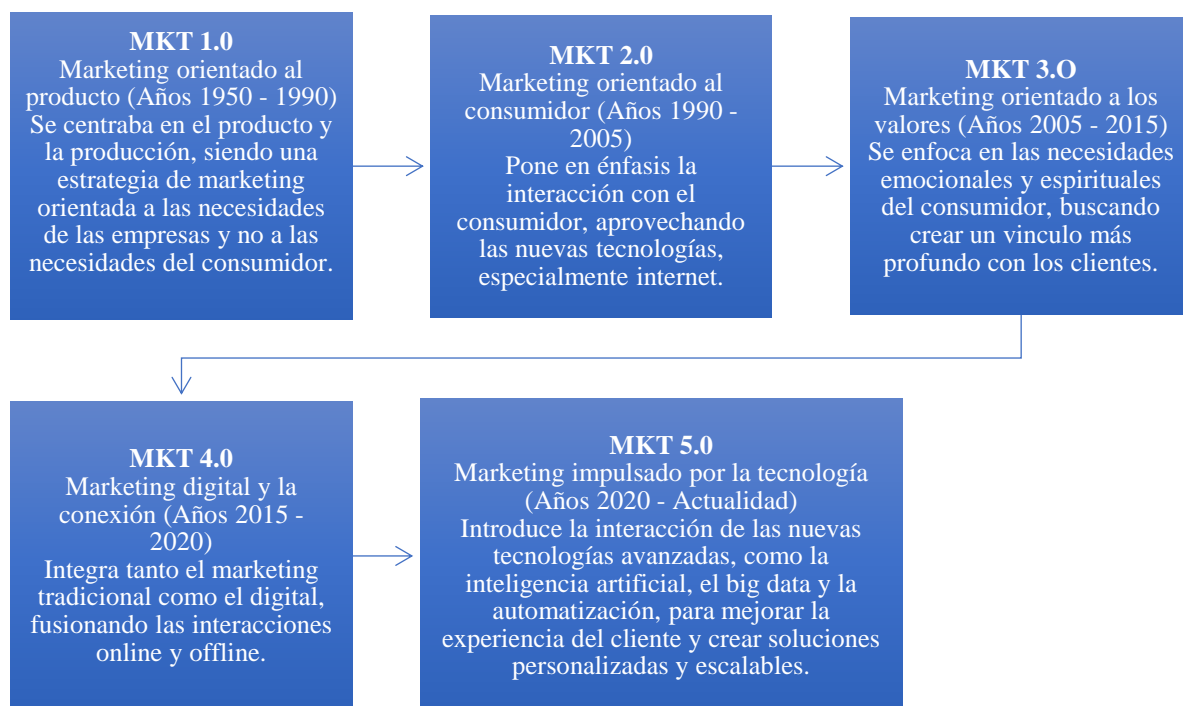 MKT 1.0
Marketing orientado al
producto (Años 1950 - 1990)
Se centraba en el producto y
la producción, siendo una
estrategia de marketing
orientada a las necesidades
de las empresas y no a las
necesidades del consumidor.
MKT 2.0
Marketing orientado al
consumidor (Años 1990 -
2005)
Pone en énfasis la
interacción con el
consumidor, aprovechando
las nuevas tecnologías,
especialmente internet.
MKT 3.O
Marketing orientado a los
valores (Años 2005 - 2015)
Se enfoca en las necesidades
emocionales y espirituales
del consumidor, buscando
crear un vinculo más
profundo con los clientes.
MKT 4.0
Marketing digital y la
conexión (Años 2015 -
2020)
Integra tanto el marketing
tradicional como el digital,
fusionando las interacciones
online y offline.
MKT 5.0
Marketing impulsado por la tecnología
(Años 2020 - Actualidad)
Introduce la interacción de las nuevas
tecnologías avanzadas, como la
inteligencia artificial, el big data y la
automatización, para mejorar la
experiencia del cliente y crear soluciones
personalizadas y escalables.